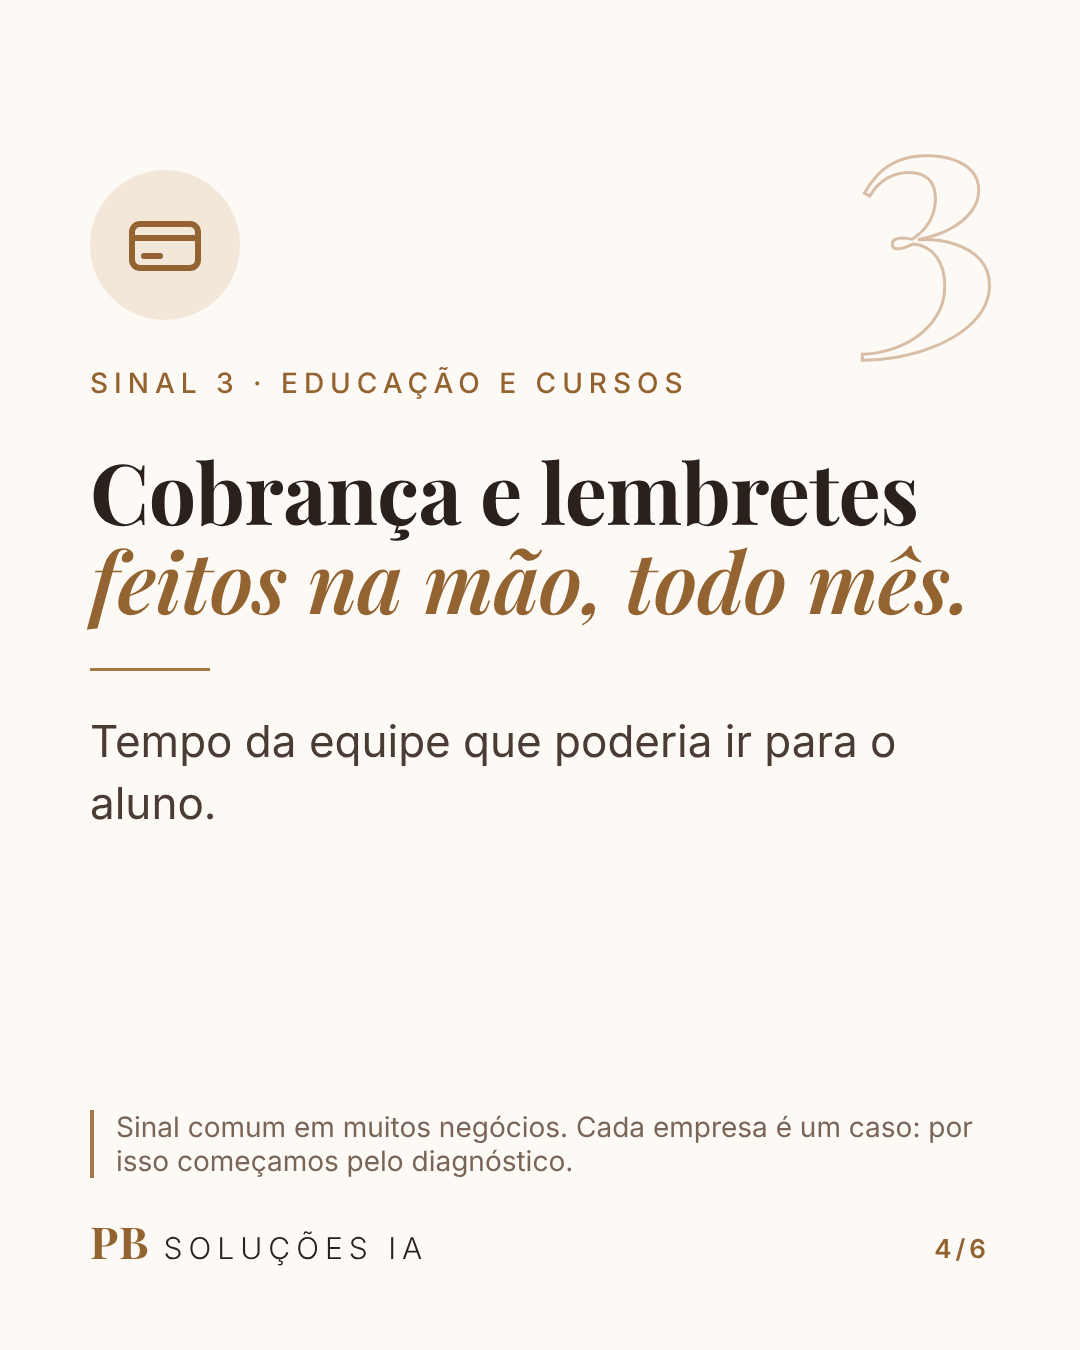 3
SINAL 3 · EDUCAÇÃO E CURSOS
Cobrança e lembretes
feitos na mão, todo mês.
Tempo da equipe que poderia ir para o
aluno.
Sinal comum em muitos negócios. Cada empresa é um caso: por
isso começamos pelo diagnóstico.
PB SOLUÇÕES IA
4/6